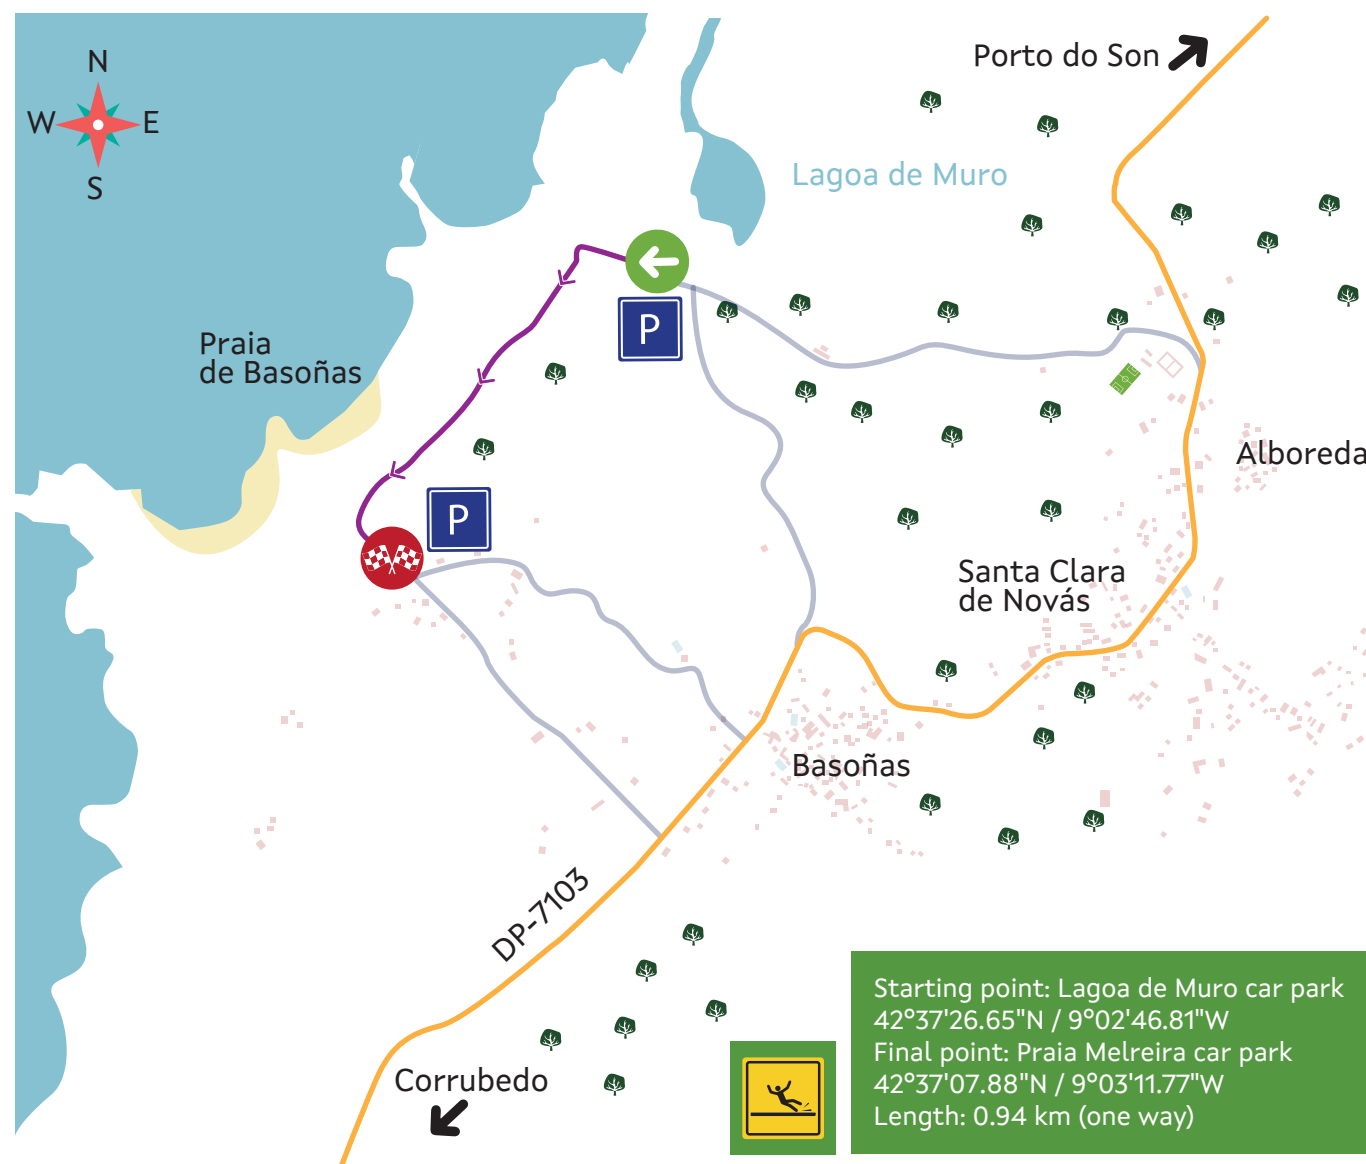 N
W
E
S
Porto do Son
Lagoa de Muro
P
Praia
de Basoñas
Alboreda
P
Santa Clara
de Novás
Basoñas
DP-7103
Corrubedo
Starting point: Lagoa de Muro car park
42°37'26.65"N / 9°02'46.81"W
Final point: Praia Melreira car park
42°37'07.88"N / 9°03'11.77"W
Length: 0.94 km (one way)